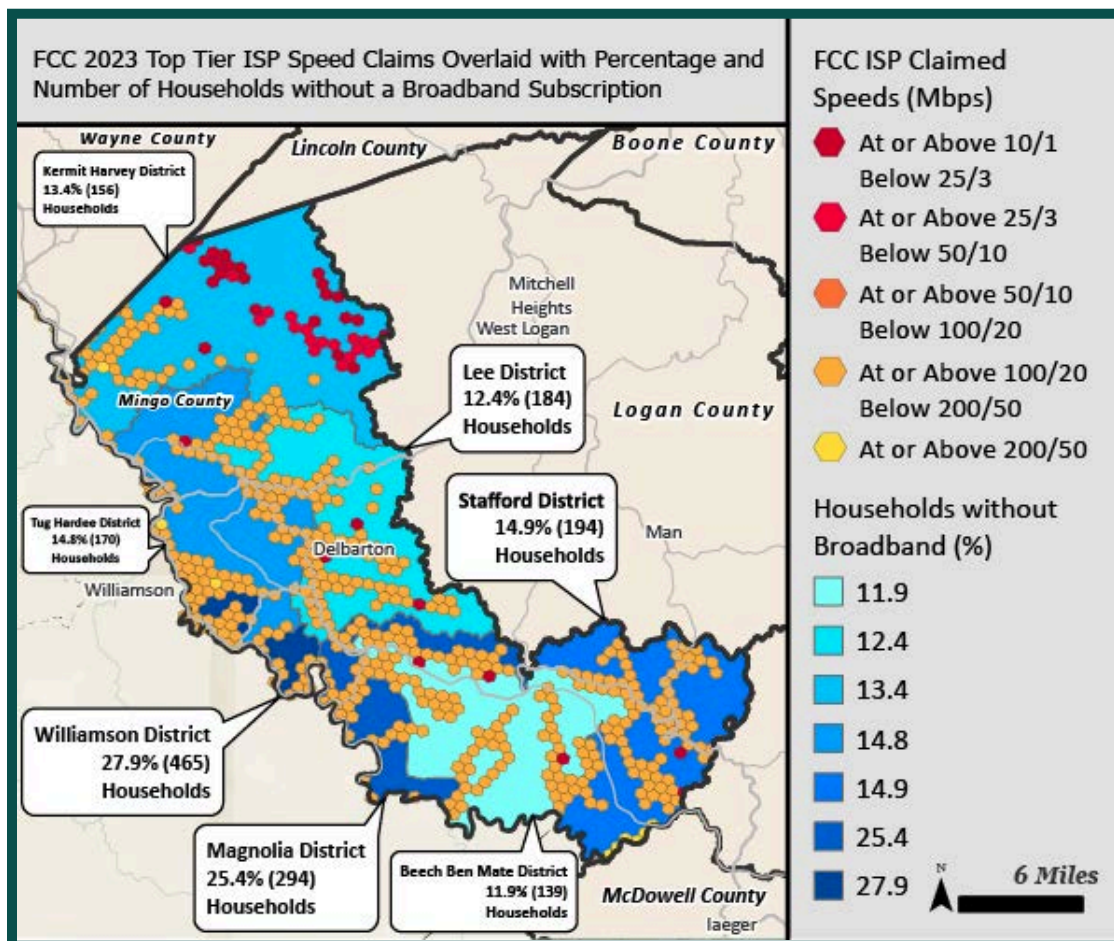 FCC 2023 Top Tier ISP Speed Claims Overlaid with Percentage and
Number of Households without a Broadband Subscription
Wayne County
Lincoln County
Boone County
Kermit Harvey District
13.4% (156)
Households
Mitchell
Heights
West Logan
Lee District
12.4% (184)
Households
Mingo County
Logan County
Stafford District
14.9% (194)
Households
Tug Hardee District
14.8% (170)
Households
Delbarton
Man
Williamson
Williamson District
27.9% (465)
Households
Magnolia District
25.4% (294)
Households
Beech Ben Mate District
11.9% (139)
Households
McDowell County
Iaeger
FCC ISP Claimed
Speeds (Mbps)
At or Above 10/1
Below 25/3
At or Above 25/3
Below 50/10
At or Above 50/10
Below 100/20
At or Above 100/20
Below 200/50
At or Above 200/50
Households without
Broadband (%)
11.9
12.4
13.4
14.8
14.9
25.4
27.9
N
6 Miles